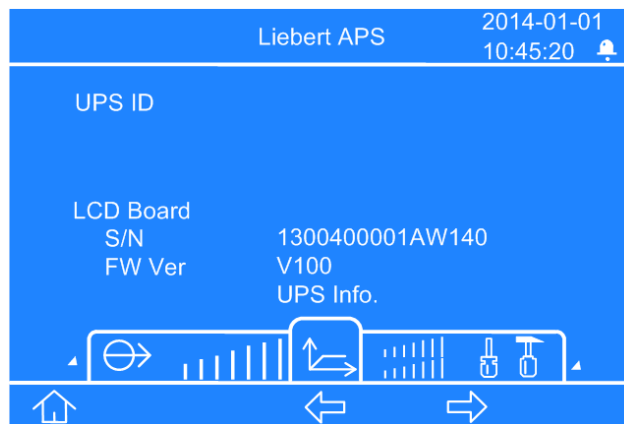 Liebert APS
2014-01-01
10:45:20
UPS ID
LCD Board
S/N 1300400001AW140
FW Ver V100
UPS Info.